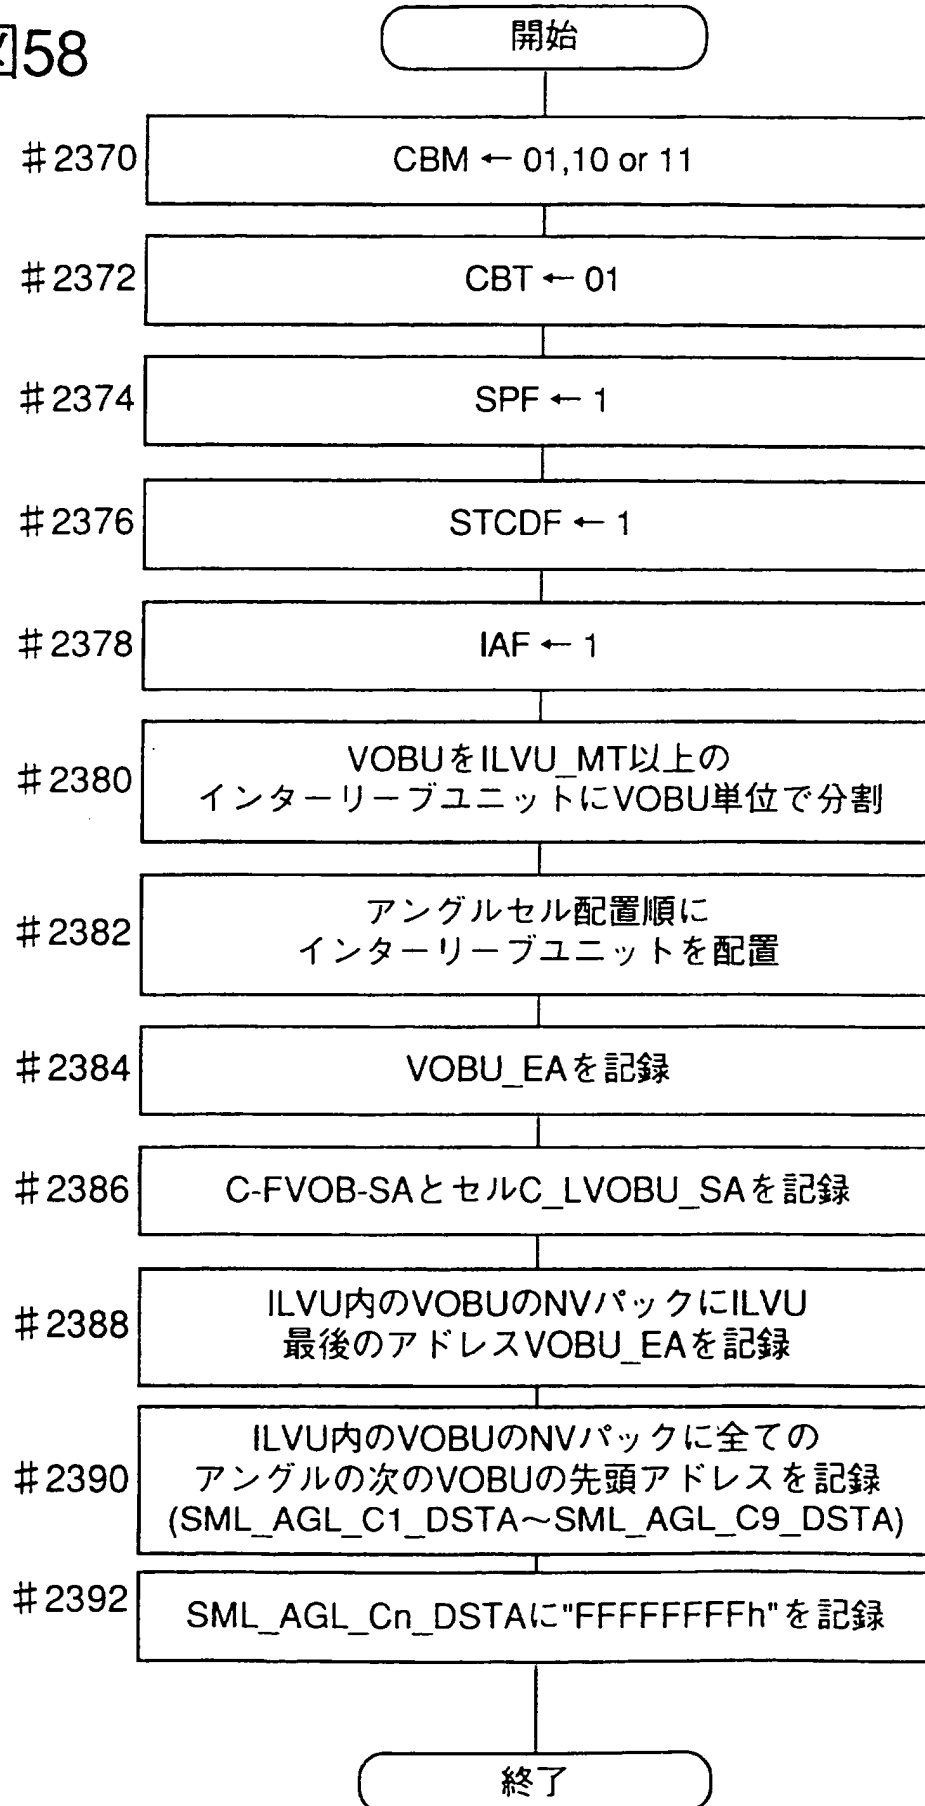 図58
開始
#2370
CBM ← 01,10 or 11
#2372
CBT ← 01
#2374
SPF ← 1
#2376
STCDF ← 1
#2378
IAF ← 1
#2380
VOBUをILVU_MT以上の
インターリーブユニットにVOBU単位で分割
#2382
アングルセル配置順に
インターリーブユニットを配置
#2384
VOBU_EAを記録
#2386
C-FVOB-SAとセルC_LVOBU_SAを記録
#2388
ILVU内のVOBUのNVパックにILVU
最後のアドレスVOBU_EAを記録
#2390
ILVU内のVOBUのNVパックに全ての
アングルの次のVOBUの先頭アドレスを記録
(SML_AGL_C1_DSTA～SML_AGL_C9_DSTA)
#2392
SML_AGL_Cn_DSTAに"FFFFFFFFh"を記録
終了